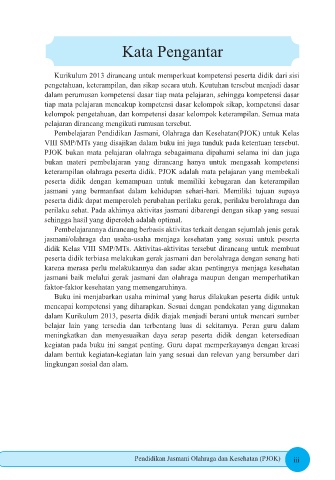 Kata Pengantar
Kurikulum 2013 dirancang untuk memperkuat kompetensi peserta didik dari sisi
pengetahuan, keterampilan, dan sikap secara utuh. Keutuhan tersebut menjadi dasar
dalam perumusan kompetensi dasar tiap mata pelajaran, sehingga kompetensi dasar
tiap mata pelajaran mencakup kompetensi dasar kelompok sikap, kompetensi dasar
kelompok pengetahuan, dan kompetensi dasar kelompok keterampilan. Semua mata
pelajaran dirancang mengikuti rumusan tersebut.
Pembelajaran Pendidikan Jasmani, Olahraga dan Kesehatan(PJOK) untuk Kelas
VIII SMP/MTs yang disajikan dalam buku ini juga tunduk pada ketentuan tersebut.
PJOK bukan mata pelajaran olahraga sebagaimana dipahami selama ini dan juga
bukan materi pembelajaran yang dirancang hanya untuk mengasah kompetensi
keterampilan olahraga peserta didik. PJOK adalah mata pelajaran yang membekali
peserta didik dengan kemampuan untuk memiliki kebugaran dan keterampilan
jasmani yang bermanfaat dalam kehidupan sehari-hari. Memiliki tujuan supaya
peserta didik dapat memperoleh perubahan perilaku gerak, perilaku berolahraga dan
perilaku sehat. Pada akhirnya aktivitas jasmani dibarengi dengan sikap yang sesuai
sehingga hasil yang diperoleh adalah optimal.
Pembelajarannya dirancang berbasis aktivitas terkait dengan sejumlah jenis gerak
jasmani/olahraga dan usaha-usaha menjaga kesehatan yang sesuai untuk peserta
didik Kelas VIII SMP/MTs. Aktivitas-aktivitas tersebut dirancang untuk membuat
peserta didik terbiasa melakukan gerak jasmani dan berolahraga dengan senang hati
karena merasa perlu melakukannya dan sadar akan pentingnya menjaga kesehatan
jasmani baik melalui gerak jasmani dan olahraga maupun dengan memperhatikan
faktor-faktor kesehatan yang memengaruhinya.
Buku ini menjabarkan usaha minimal yang harus dilakukan peserta didik untuk
mencapai kompetensi yang diharapkan. Sesuai dengan pendekatan yang digunakan
dalam Kurikulum 2013, peserta didik diajak menjadi berani untuk mencari sumber
belajar lain yang tersedia dan terbentang luas di sekitarnya. Peran guru dalam
meningkatkan dan menyesuaikan daya serap peserta didik dengan ketersediaan
kegiatan pada buku ini sangat penting. Guru dapat memperkayanya dengan kreasi
dalam bentuk kegiatan-kegiatan lain yang sesuai dan relevan yang bersumber dari
lingkungan sosial dan alam.
Pendidikan Jasmani Olahraga dan Kesehatan (PJOK) iii